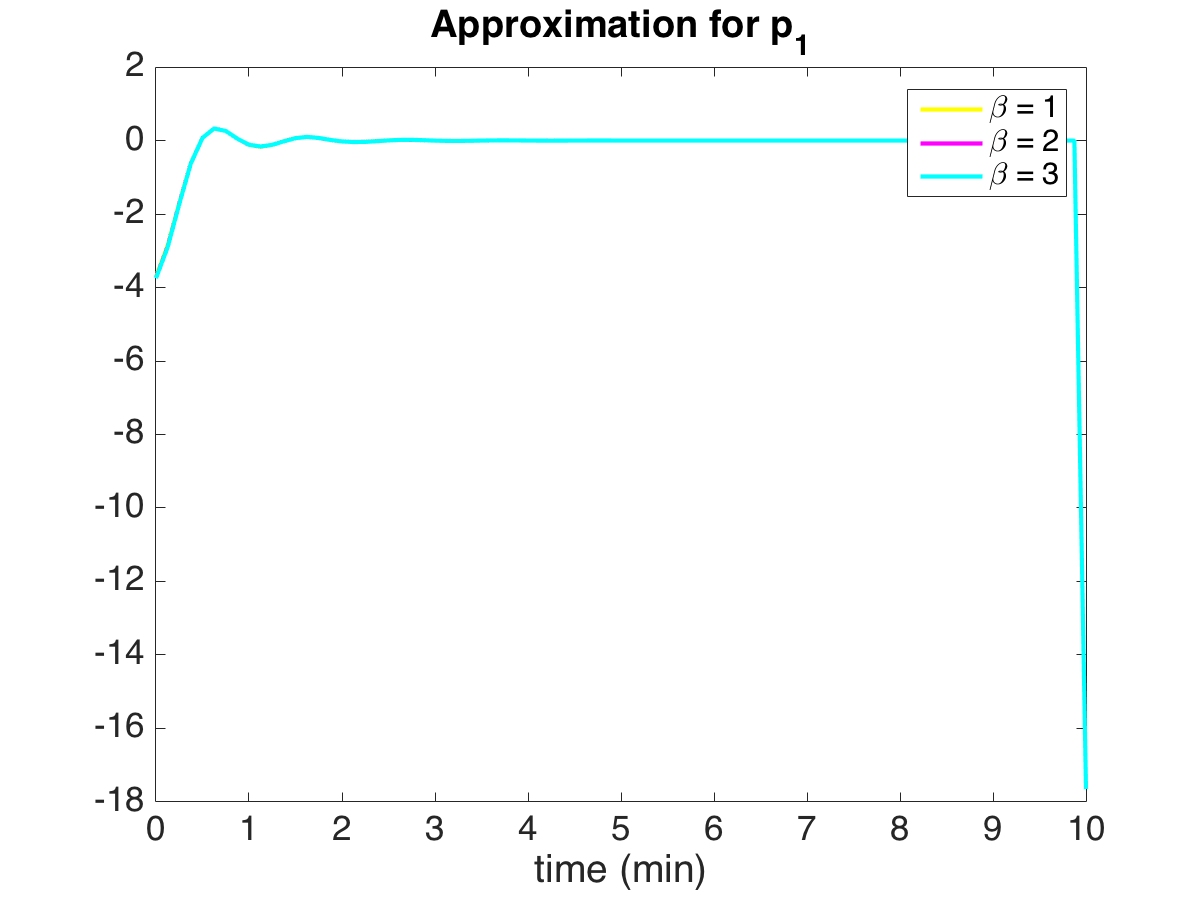 Approximation for p1
2
0
-2
-4
-6
-8
-10
-12
-14
-16
-18
β = 1
β = 2
β = 3
0 1 2 3 4 5 6 7 8 9 10
time (min)